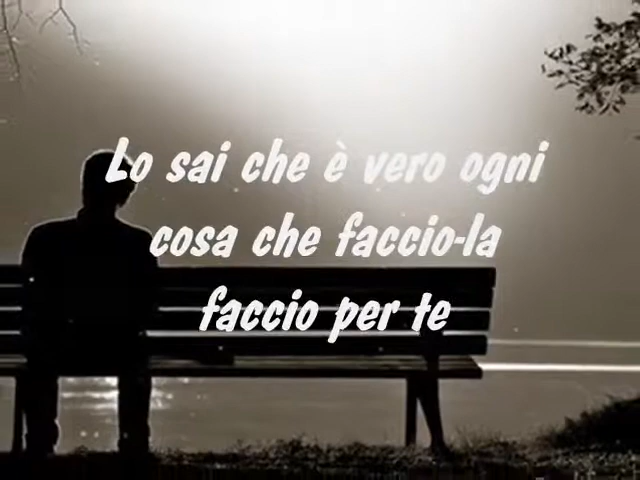 Lo sai che è vero ogni
cosa che faccio-la
faccio per te